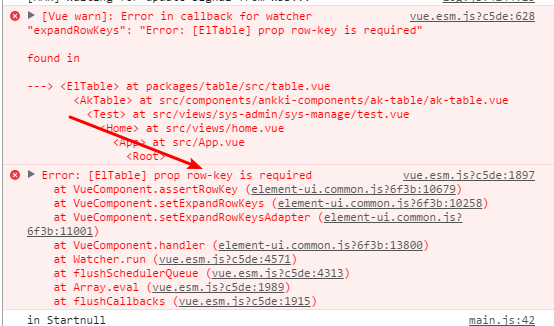 [Vue warn]: Error in callback for watcher vue.esm.js?c5de:628
"expandRowKeys": "Error: [ElTable] prop row-key is required"
found in
---> <ElTable> at packages/table/src/table.vue
<AkTable> at src/components/ankki-components/ak-table/ak-table.vue
<Test> at src/views/sys-admin/sys-manage/test.vue
<Home> at src/views/home.vue
<App> at src/App.vue
<Root>
Error: [ElTable] prop row-key is required vue.esm.js?c5de:1897
at VueComponent.assertRowKey (element-ui.common.js?6f3b:10679)
at VueComponent.setExpandRowKeys (element-ui.common.js?6f3b:10258)
at VueComponent.setExpandRowKeysAdapter (element-ui.common.js?
6f3b:11001)
at VueComponent.handler (element-ui.common.js?6f3b:13800)
at Watcher.run (vue.esm.js?c5de:4571)
at flushSchedulerQueue (vue.esm.js?c5de:4313)
at Array.eval (vue.esm.js?c5de:1989)
at flushCallbacks (vue.esm.js?c5de:1915)
in Startnull main.js:42